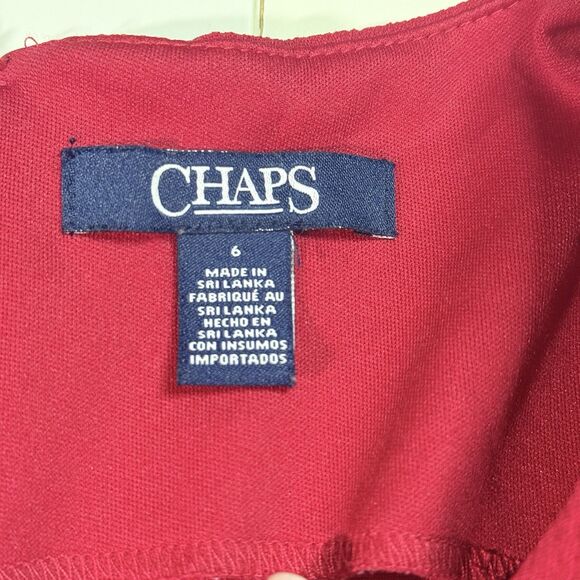 CHAPS
6
MADE IN
SRI LANKA
FABRIQUÉ AU
SRI LANKA
HECHO EN
SRI LANKA
CON INSUMOS
IMPORTADOS